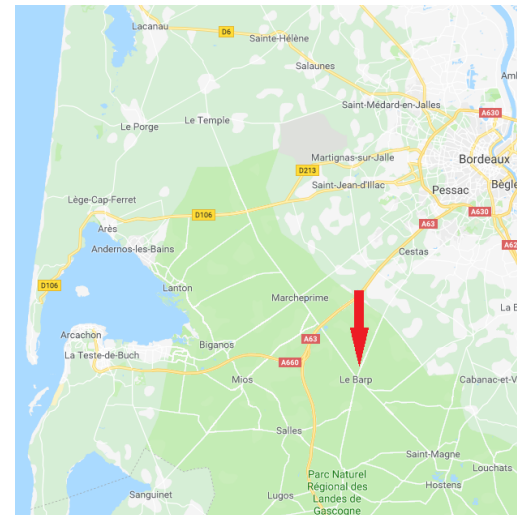 Lacanau
D6
Sainte-Hélène
Salaunes
Saint-Médard-en-Jalles
A630
Le Porge
Le Temple
Martignas-sur-Jalle
Bordeaux
D213
Saint-Jean-d'Illac
Pessac
Bègle
Lège-Cap-Ferret
D106
A630
Arès
A63
Andernos-les-Bains
Cestas
A62
D106
Lanton
Marcheprime
La B
Arcachon
A63
Biganos
La Teste-de-Buch
A660
Mios
Le Barp
Cabanac-et-V
Salles
Saint-Magne
Louchats
Parc Naturel
Régional des
Landes de
Gascogne
Hostens
Sanguinet
Lugos